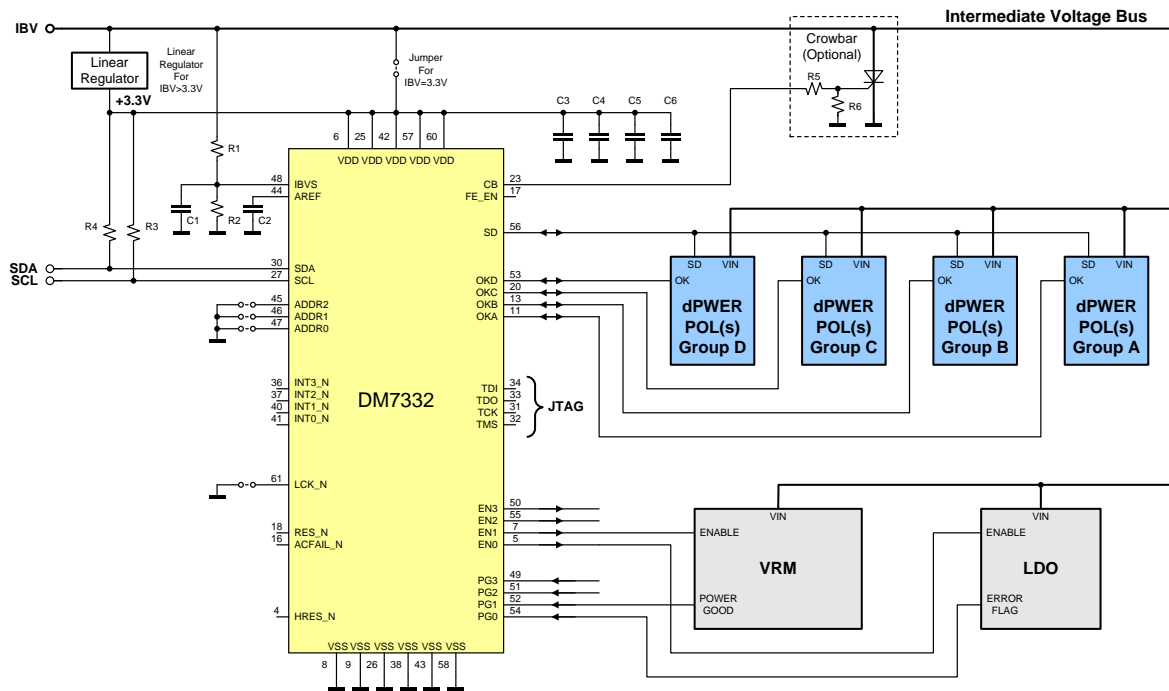 Intermediate Voltage Bus
IBV
Crowbar
(Optional)
Linear
Regulator
Linear
Regulator
For
IBV>3.3V
Jumper
For
IBV=3.3V
+3.3V
R5
R6
C3 C4 C5 C6
6 25 42 57 60
VDD VDD VDD VDD VDD
R1
48 IBVS
44 AREF
C1 R2 C2
R4 R3
CB 23
FE_EN 17
SD 56
SDA
SCL
30 SDA
27 SCL
45 ADDR2
46 ADDR1
47 ADDR0
OKD 53
OKC 20
OKB 13
OKA 11
SD VIN
OK
dPWER
POL(s)
Group D
SD VIN
OK
dPWER
POL(s)
Group C
SD VIN
OK
dPWER
POL(s)
Group B
SD VIN
OK
dPWER
POL(s)
Group A
36 INT3_N
37 INT2_N
40 INT1_N
41 INT0_N
DM7332
TDI 34
TDO 33
TCK 31
TMS 32
JTAG
61 LCK_N
18 RES_N
16 ACFAIL_N
4 HRES_N
EN3 50
EN2 55
EN1 7
EN0 5
PG3 49
PG2 51
PG1 52
PG0 54
VIN
ENABLE
VRM
POWER
GOOD
VIN
ENABLE
LDO
ERROR
FLAG
VSS VSS VSS VSS VSS VSS
8 9 26 38 43 58